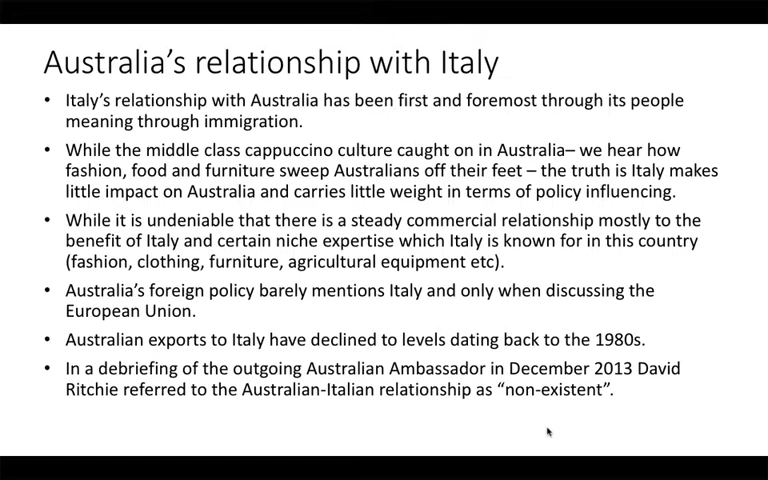 Australia’s relationship with Italy
• Italy’s relationship with Australia has been first and foremost through its people
meaning through immigration.
• While the middle class cappuccino culture caught on in Australia– we hear how
fashion, food and furniture sweep Australians off their feet – the truth is Italy makes
little impact on Australia and carries little weight in terms of policy influencing.
• While it is undeniable that there is a steady commercial relationship mostly to the
benefit of Italy and certain niche expertise which Italy is known for in this country
(fashion, clothing, furniture, agricultural equipment etc).
• Australia’s foreign policy barely mentions Italy and only when discussing the
European Union.
• Australian exports to Italy have declined to levels dating back to the 1980s.
• In a debriefing of the outgoing Australian Ambassador in December 2013 David
Ritchie referred to the Australian-Italian relationship as “non-existent”.